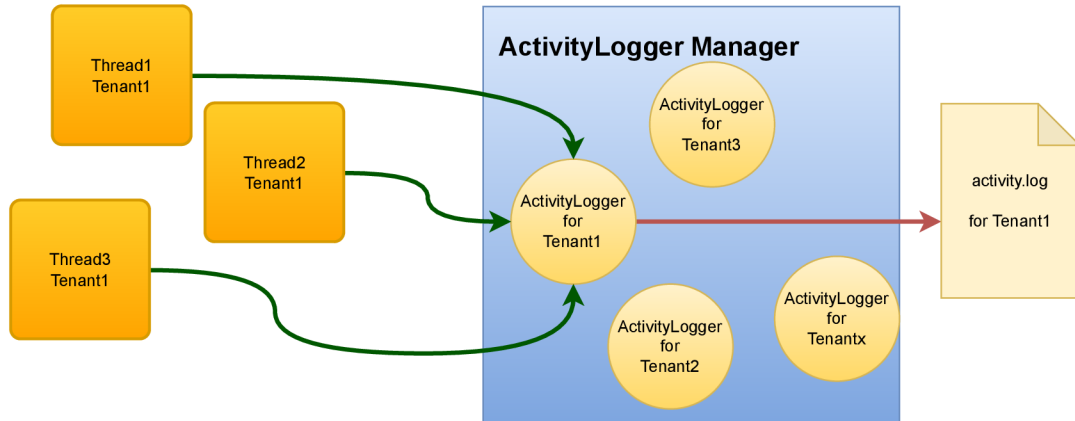 Thread1
Tenant1
Thread2
Tenant1
Thread3
Tenant1
ActivityLogger Manager
ActivityLogger
for
Tenant3
ActivityLogger
for
Tenant1
ActivityLogger
for
Tenant2
ActivityLogger
for
Tenantx
activity.log
for Tenant1